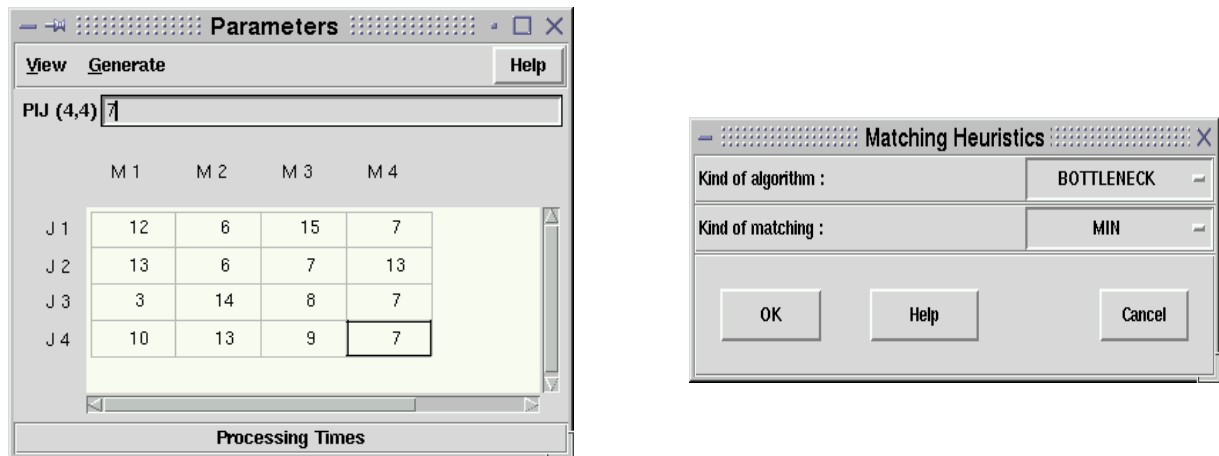 Parameters
View Generate Help
PIJ (4,4) 7
M 1 M 2 M 3 M 4
J 1 12 6 15 7
J 2 13 6 7 13
J 3 3 14 8 7
J 4 10 13 9 7
Processing Times
Matching Heuristics
Kind of algorithm : BOTTLENECK
Kind of matching : MIN
OK Help Cancel